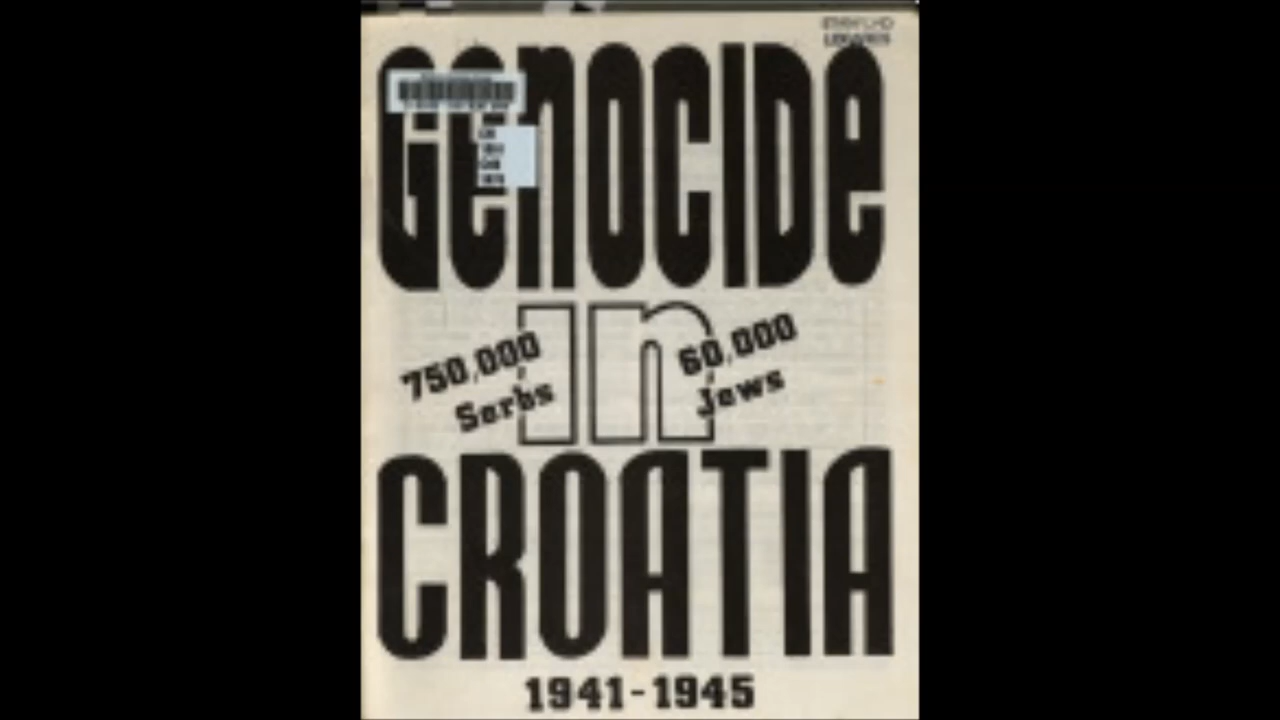 GENOCIDE
in
750,000
Serbs
60,000
Jews
CROATIA
1941-1945